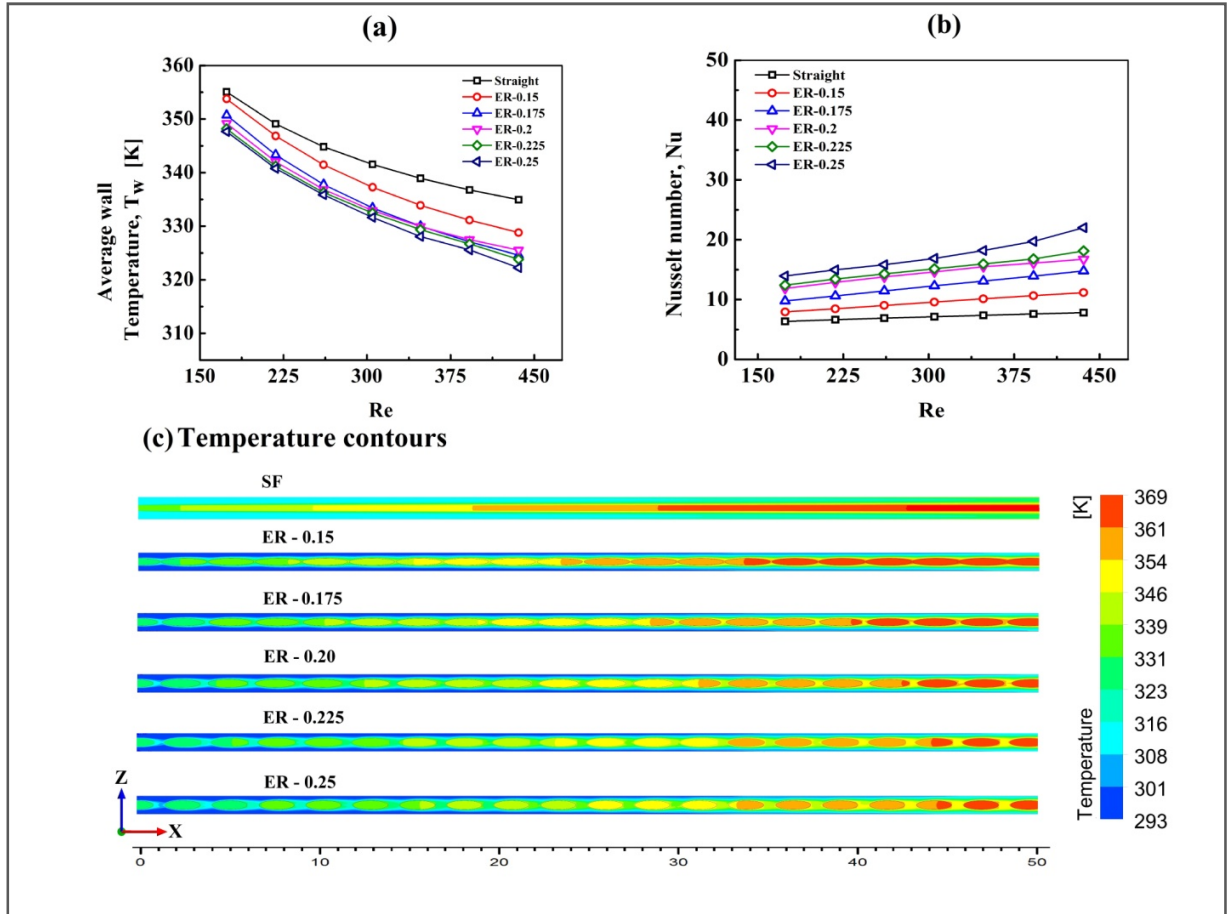 (a)
360
350
340
330
320
310
150
225
300
375
450
Average wall
Temperature, Tw [K]
Re
Straight
ER-0.15
ER-0.175
ER-0.2
ER-0.225
ER-0.25
(b)
50
40
30
20
10
0
150
225
300
375
450
Nusselt number, Nu
Re
Straight
ER-0.15
ER-0.175
ER-0.2
ER-0.225
ER-0.25
(c) Temperature contours
SF
ER - 0.15
ER - 0.175
ER - 0.20
ER - 0.225
ER - 0.25
Z
X
0
10
20
30
40
50
[K]
Temperature
369
361
354
346
339
331
323
316
308
301
293